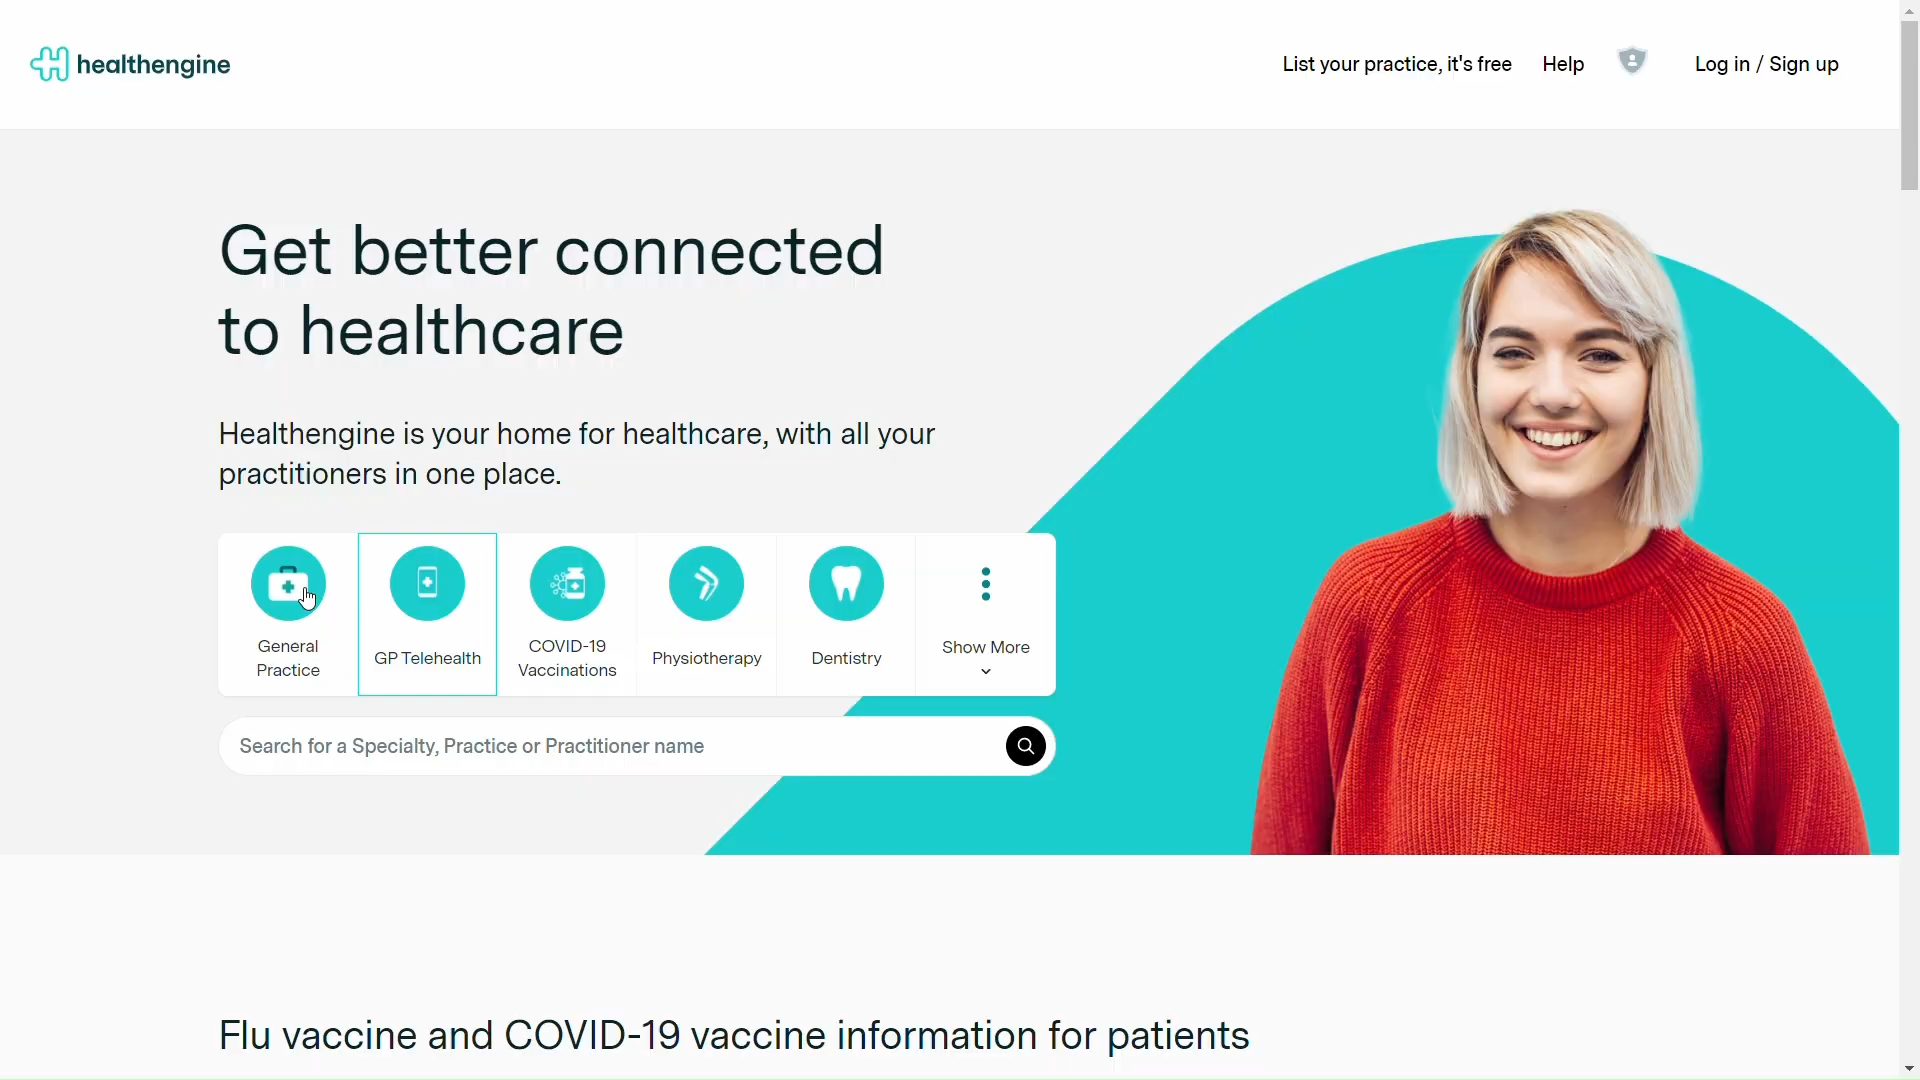 healthengine
List your practice, it's free
Help
Log in / Sign up
Get better connected
to healthcare
Healthengine is your home for healthcare, with all your
practitioners in one place.
General
Practice
GP Telehealth
COVID-19
Vaccinations
Physiotherapy
Dentistry
Show More
Search for a Specialty, Practice or Practitioner name
Flu vaccine and COVID-19 vaccine information for patients